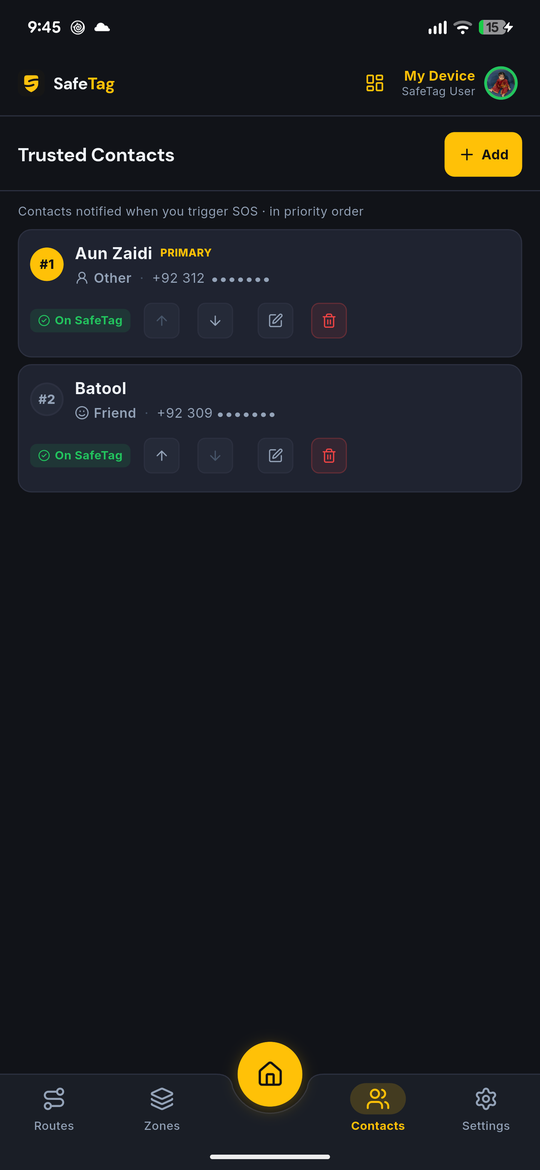 9:45
15
SafeTag
My Device
SafeTag User
Trusted Contacts
+ Add
Contacts notified when you trigger SOS · in priority order
#1
Aun Zaidi PRIMARY
Other · +92 312 •••••••
On SafeTag
#2
Batool
Friend · +92 309 •••••••
On SafeTag
Routes
Zones
Contacts
Settings